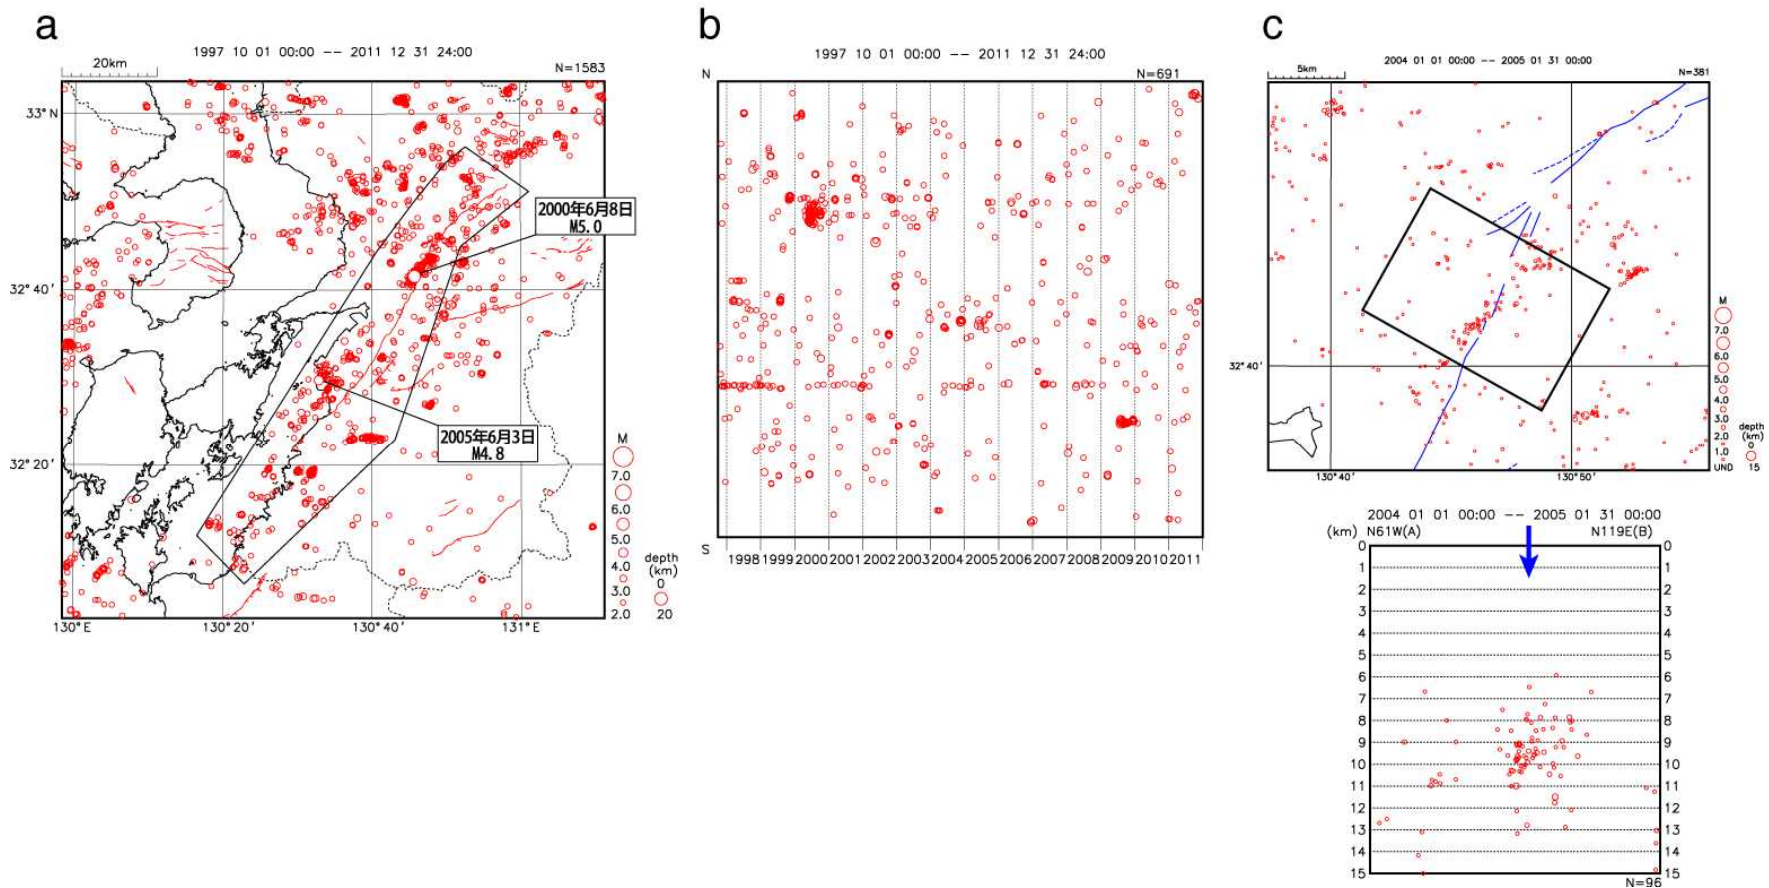 a
1997 10 01 00:00 -- 2011 12 31 24:00
20km
N=1583
33°N
32°40′
32°20′
130°E
130°20′
130°40′
131°E
2000年6月8日
M5.0
2005年6月3日
M4.8
M
7.0
6.0
5.0
4.0
3.0
2.0
depth
(km)
0
20
b
1997 10 01 00:00 -- 2011 12 31 24:00
N
N=691
S
1998 1999 2000 2001 2002 2003 2004 2005 2006 2007 2008 2009 2010 2011
c
2004 01 01 00:00 -- 2005 01 31 00:00
5km
N=381
32°40′
130°40′
130°50′
M
7.0
6.0
5.0
4.0
3.0
2.0
1.0
UND
depth
(km)
0
15
2004 01 01 00:00 -- 2005 01 31 00:00
(km) N61W(A) N119E(B)
0 0
1 1
2 2
3 3
4 4
5 5
6 6
7 7
8 8
9 9
10 10
11 11
12 12
13 13
14 14
15 15
N=96